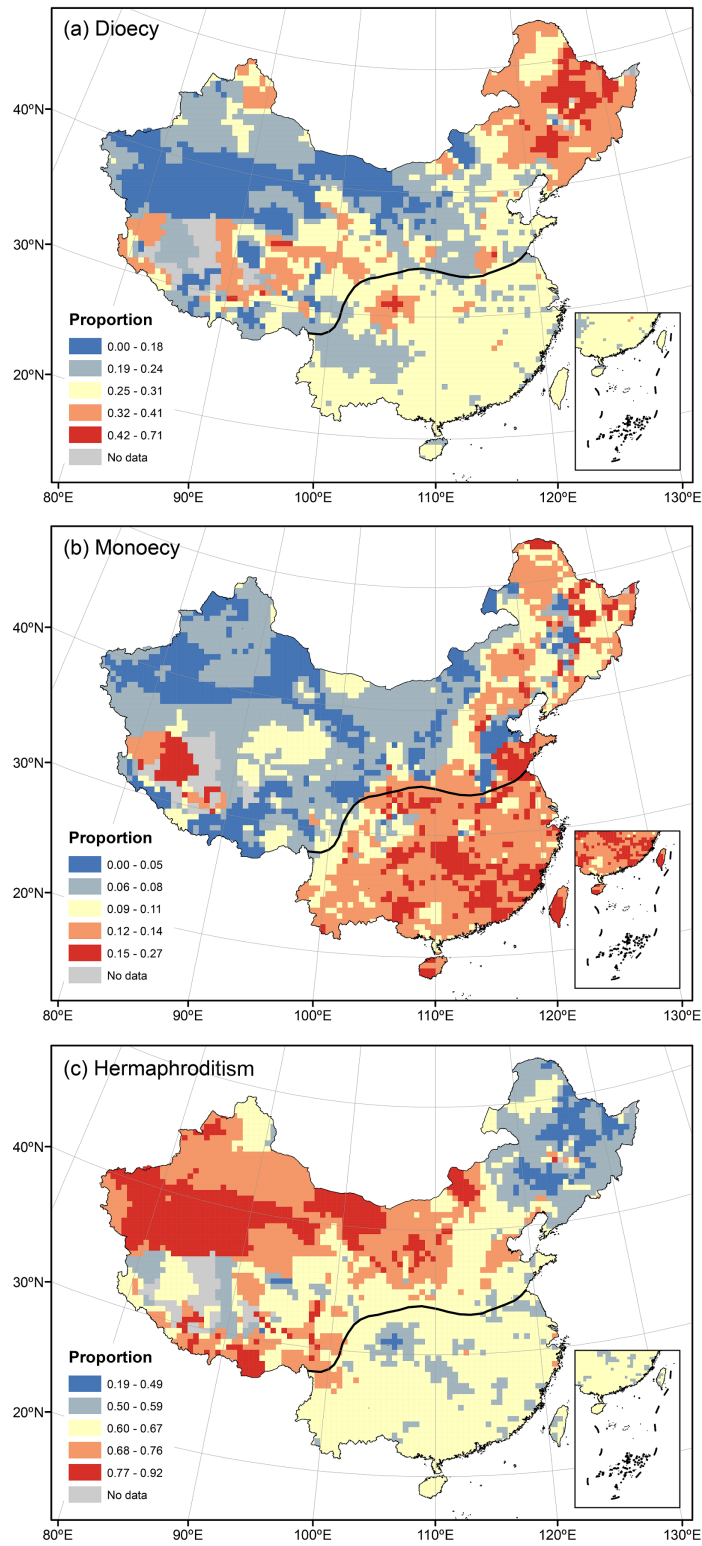 (a) Dioecy
40ºN
30ºN
20ºN
Proportion
0.00 - 0.18
0.19 - 0.24
0.25 - 0.31
0.32 - 0.41
0.42 - 0.71
No data
80ºE 90ºE 100ºE 110ºE 120ºE 130ºE
(b) Monoecy
40ºN
30ºN
20ºN
Proportion
0.00 - 0.05
0.06 - 0.08
0.09 - 0.11
0.12 - 0.14
0.15 - 0.27
No data
80ºE 90ºE 100ºE 110ºE 120ºE 130ºE
(c) Hermaphroditism
40ºN
30ºN
20ºN
Proportion
0.19 - 0.49
0.50 - 0.59
0.60 - 0.67
0.68 - 0.76
0.77 - 0.92
No data
80ºE 90ºE 100ºE 110ºE 120ºE 130ºE